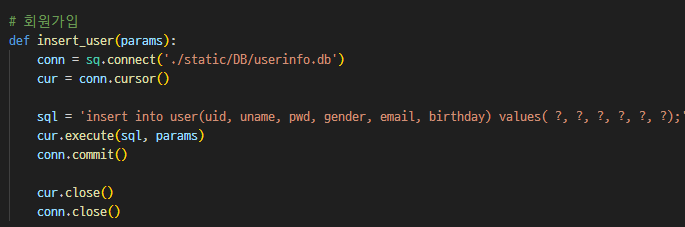 # 회원가입
def insert_user(params):
    conn = sq.connect('./static/DB/userinfo.db')
    cur = conn.cursor()
    sql = 'insert into user(uid, uname, pwd, gender, email, birthday) values( ?, ?, ?, ?, ?, ?);'
    cur.execute(sql, params)
    conn.commit()
    cur.close()
    conn.close()